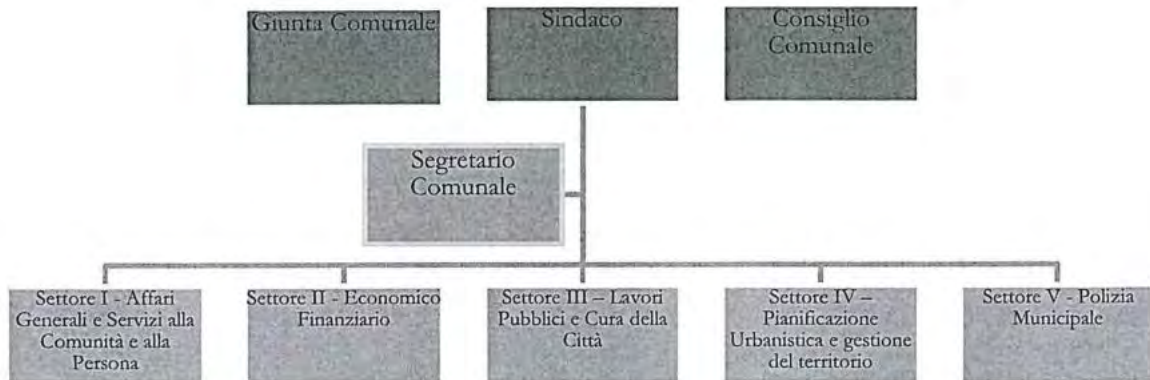 Giunta Comunale
Sindaco
Consiglio
Comunale
Segretario
Comunale
Settore I - Affari
Generali e Servizi alla
Comunità e alla
Persona
Settore II - Economico
Finanziario
Settore III – Lavori
Pubblici e Cura della
Città
Settore IV –
Pianificazione
Urbanistica e gestione
del territorio
Settore V - Polizia
Municipale